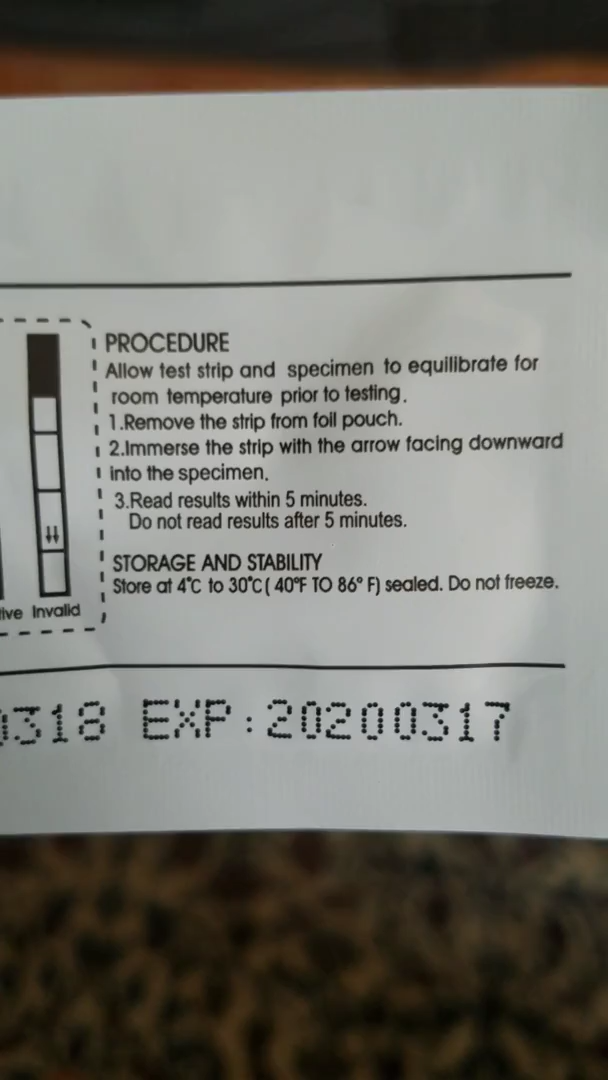 PROCEDURE
Allow test strip and specimen to equilibrate for
room temperature prior to testing.
1.Remove the strip from foil pouch.
2.Immerse the strip with the arrow facing downward
into the specimen.
3.Read results within 5 minutes.
Do not read results after 5 minutes.
STORAGE AND STABILITY
Store at 4°C to 30°C( 40°F TO 86° F) sealed. Do not freeze.
Invalid
0318 EXP:20200317